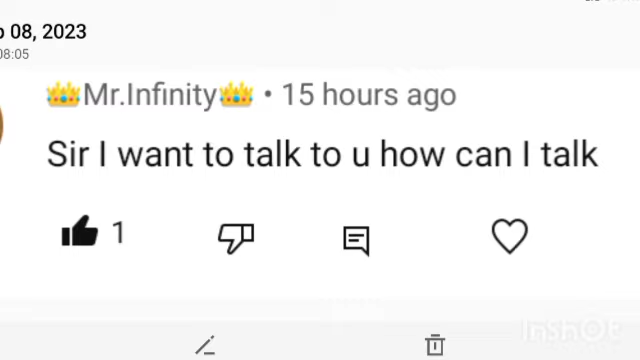 08, 2023
08:05
👑Mr.Infinity👑 • 15 hours ago
Sir I want to talk to u how can I talk
1
InShOt